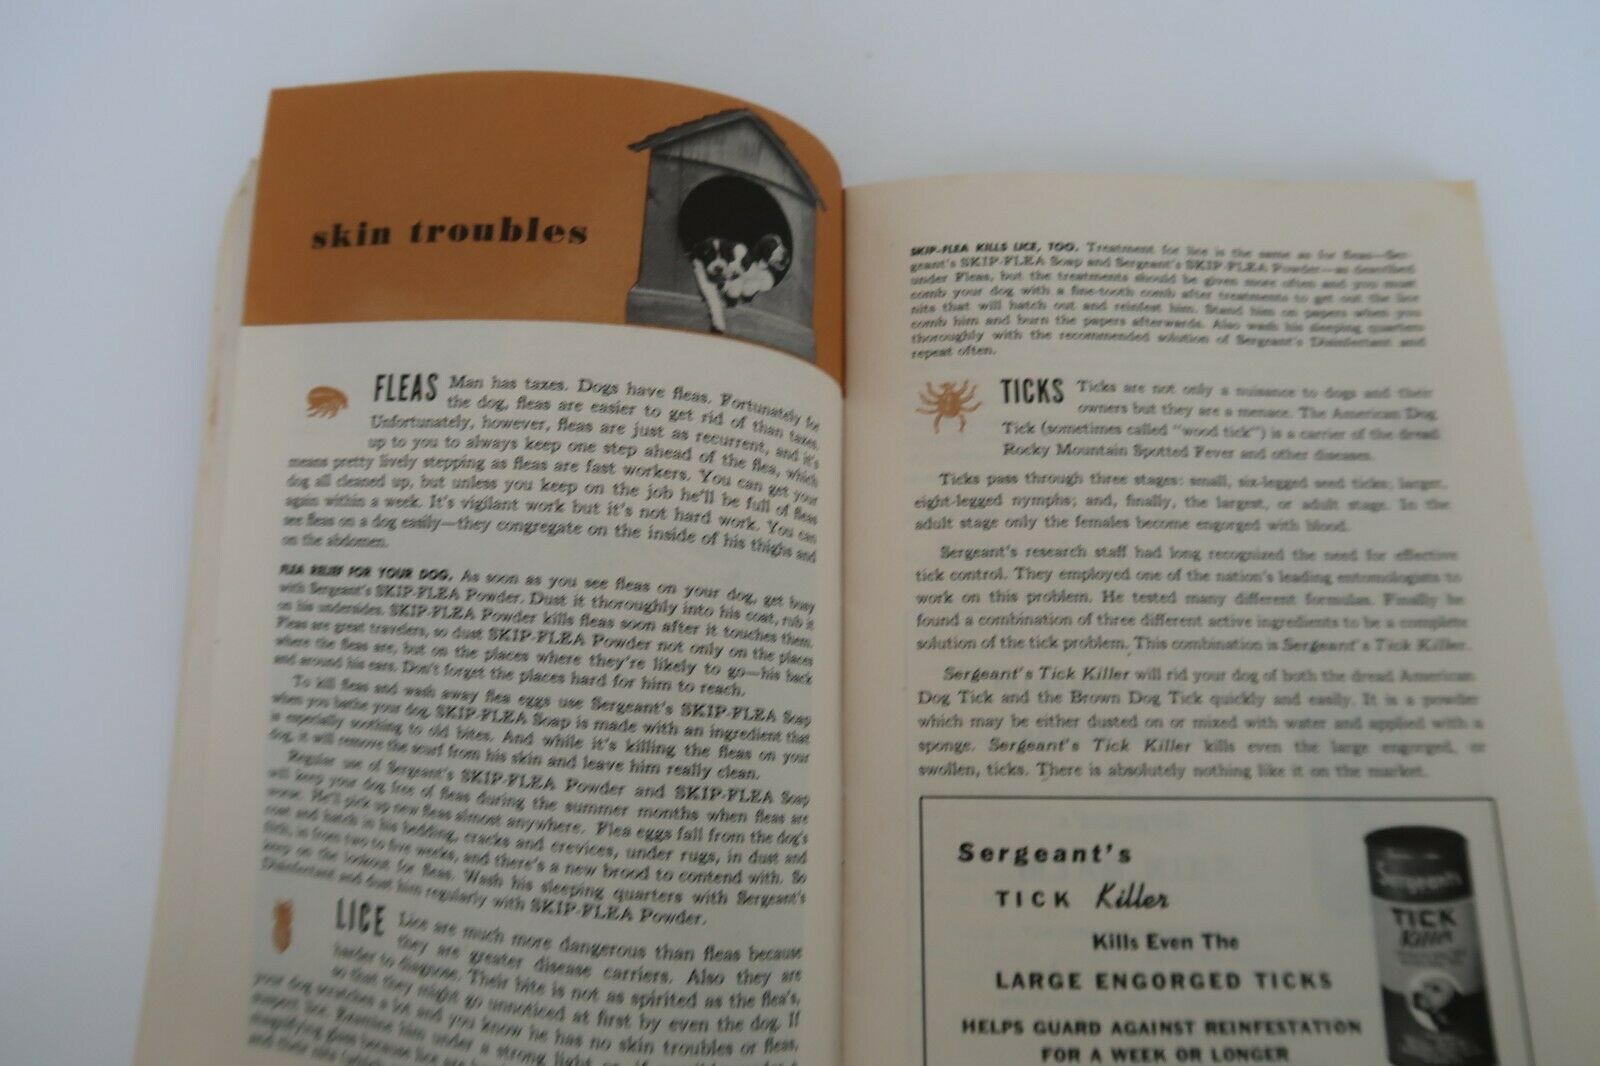 skin troubles
FLEAS Man has taxes. Dogs have fleas. Fortunately for
the dog, fleas are easier to get rid of than taxes.
Unfortunately, however, fleas are just as recurrent, and it's
up to you to always keep one step ahead of the flea, which
means pretty lively stepping as fleas are fast workers. You can get your
dog all cleaned up, but unless you keep on the job he'll be full of fleas
again within a week. It's vigilant work but it's not hard work. You can
see fleas on a dog easily—they congregate on the inside of his thighs and
on the abdomen.
FLEA RELIEF FOR YOUR DOG. As soon as you see fleas on your dog, get busy
with Sergeant's SKIP-FLEA Powder. Dust it thoroughly into his coat, rub it
on his undersides. SKIP-FLEA Powder kills fleas soon after it touches them.
Fleas are great travelers, so dust SKIP-FLEA Powder not only on the places
where the fleas are, but on the places where they're likely to go—his back
and around his ears. Don't forget the places hard for him to reach.
To kill fleas and wash away flea eggs use Sergeant's SKIP-FLEA Soap
when you bathe your dog. SKIP-FLEA Soap is made with an ingredient that
is especially soothing to old bites. And while it's killing the fleas on your
dog, it will remove the scurf from his skin and leave him really clean.
Regular use of Sergeant's SKIP-FLEA Powder and SKIP-FLEA Soap
will keep your dog free of fleas during the summer months when fleas are
worse. He'll pick up new fleas almost anywhere. Flea eggs fall from the dog's
coat and hatch in his bedding, cracks and crevices, under rugs, in dust and
filth, in from two to five weeks, and there's a new brood to contend with. So
keep on the lookout for fleas. Wash his sleeping quarters with Sergeant's
Disinfectant and dust him regularly with SKIP-FLEA Powder.
LICE Lice are much more dangerous than fleas because
they are greater disease carriers. Also they are
harder to diagnose. Their bite is not as spirited as the flea's,
so that they might go unnoticed at first by even the dog. If
your dog scratches a lot and you know he has no skin troubles or fleas,
suspect lice. Examine him under a strong light
magnifying glass because lice are
and their nits
SKIP-FLEA KILLS LICE, TOO. Treatment for lice is the same as for fleas—Ser-
geant's SKIP-FLEA Soap and Sergeant's SKIP-FLEA Powder—as described
under Fleas, but the treatments should be given more often and you must
comb your dog with a fine-tooth comb after treatments to get out the lice
nits that will hatch out and reinfest him. Stand him on papers when you
comb him and burn the papers afterwards. Also wash his sleeping quarters
thoroughly with the recommended solution of Sergeant's Disinfectant and
repeat often.
TICKS Ticks are not only a nuisance to dogs and their
owners but they are a menace. The American Dog
Tick (sometimes called "wood tick") is a carrier of the dread
Rocky Mountain Spotted Fever and other diseases.
Ticks pass through three stages: small, six-legged seed ticks; larger,
eight-legged nymphs; and, finally, the largest, or adult stage. In the
adult stage only the females become engorged with blood.
Sergeant's research staff had long recognized the need for effective
tick control. They employed one of the nation's leading entomologists to
work on this problem. He tested many different formulas. Finally he
found a combination of three different active ingredients to be a complete
solution of the tick problem. This combination is Sergeant's Tick Killer.
Sergeant's Tick Killer will rid your dog of both the dread American
Dog Tick and the Brown Dog Tick quickly and easily. It is a powder
which may be either dusted on or mixed with water and applied with a
sponge. Sergeant's Tick Killer kills even the large engorged, or
swollen, ticks. There is absolutely nothing like it on the market.
Sergeant's
TICK Killer
Kills Even The
LARGE ENGORGED TICKS
HELPS GUARD AGAINST REINFESTATION
FOR A WEEK OR LONGER
Sergeant's
TICK
Killer